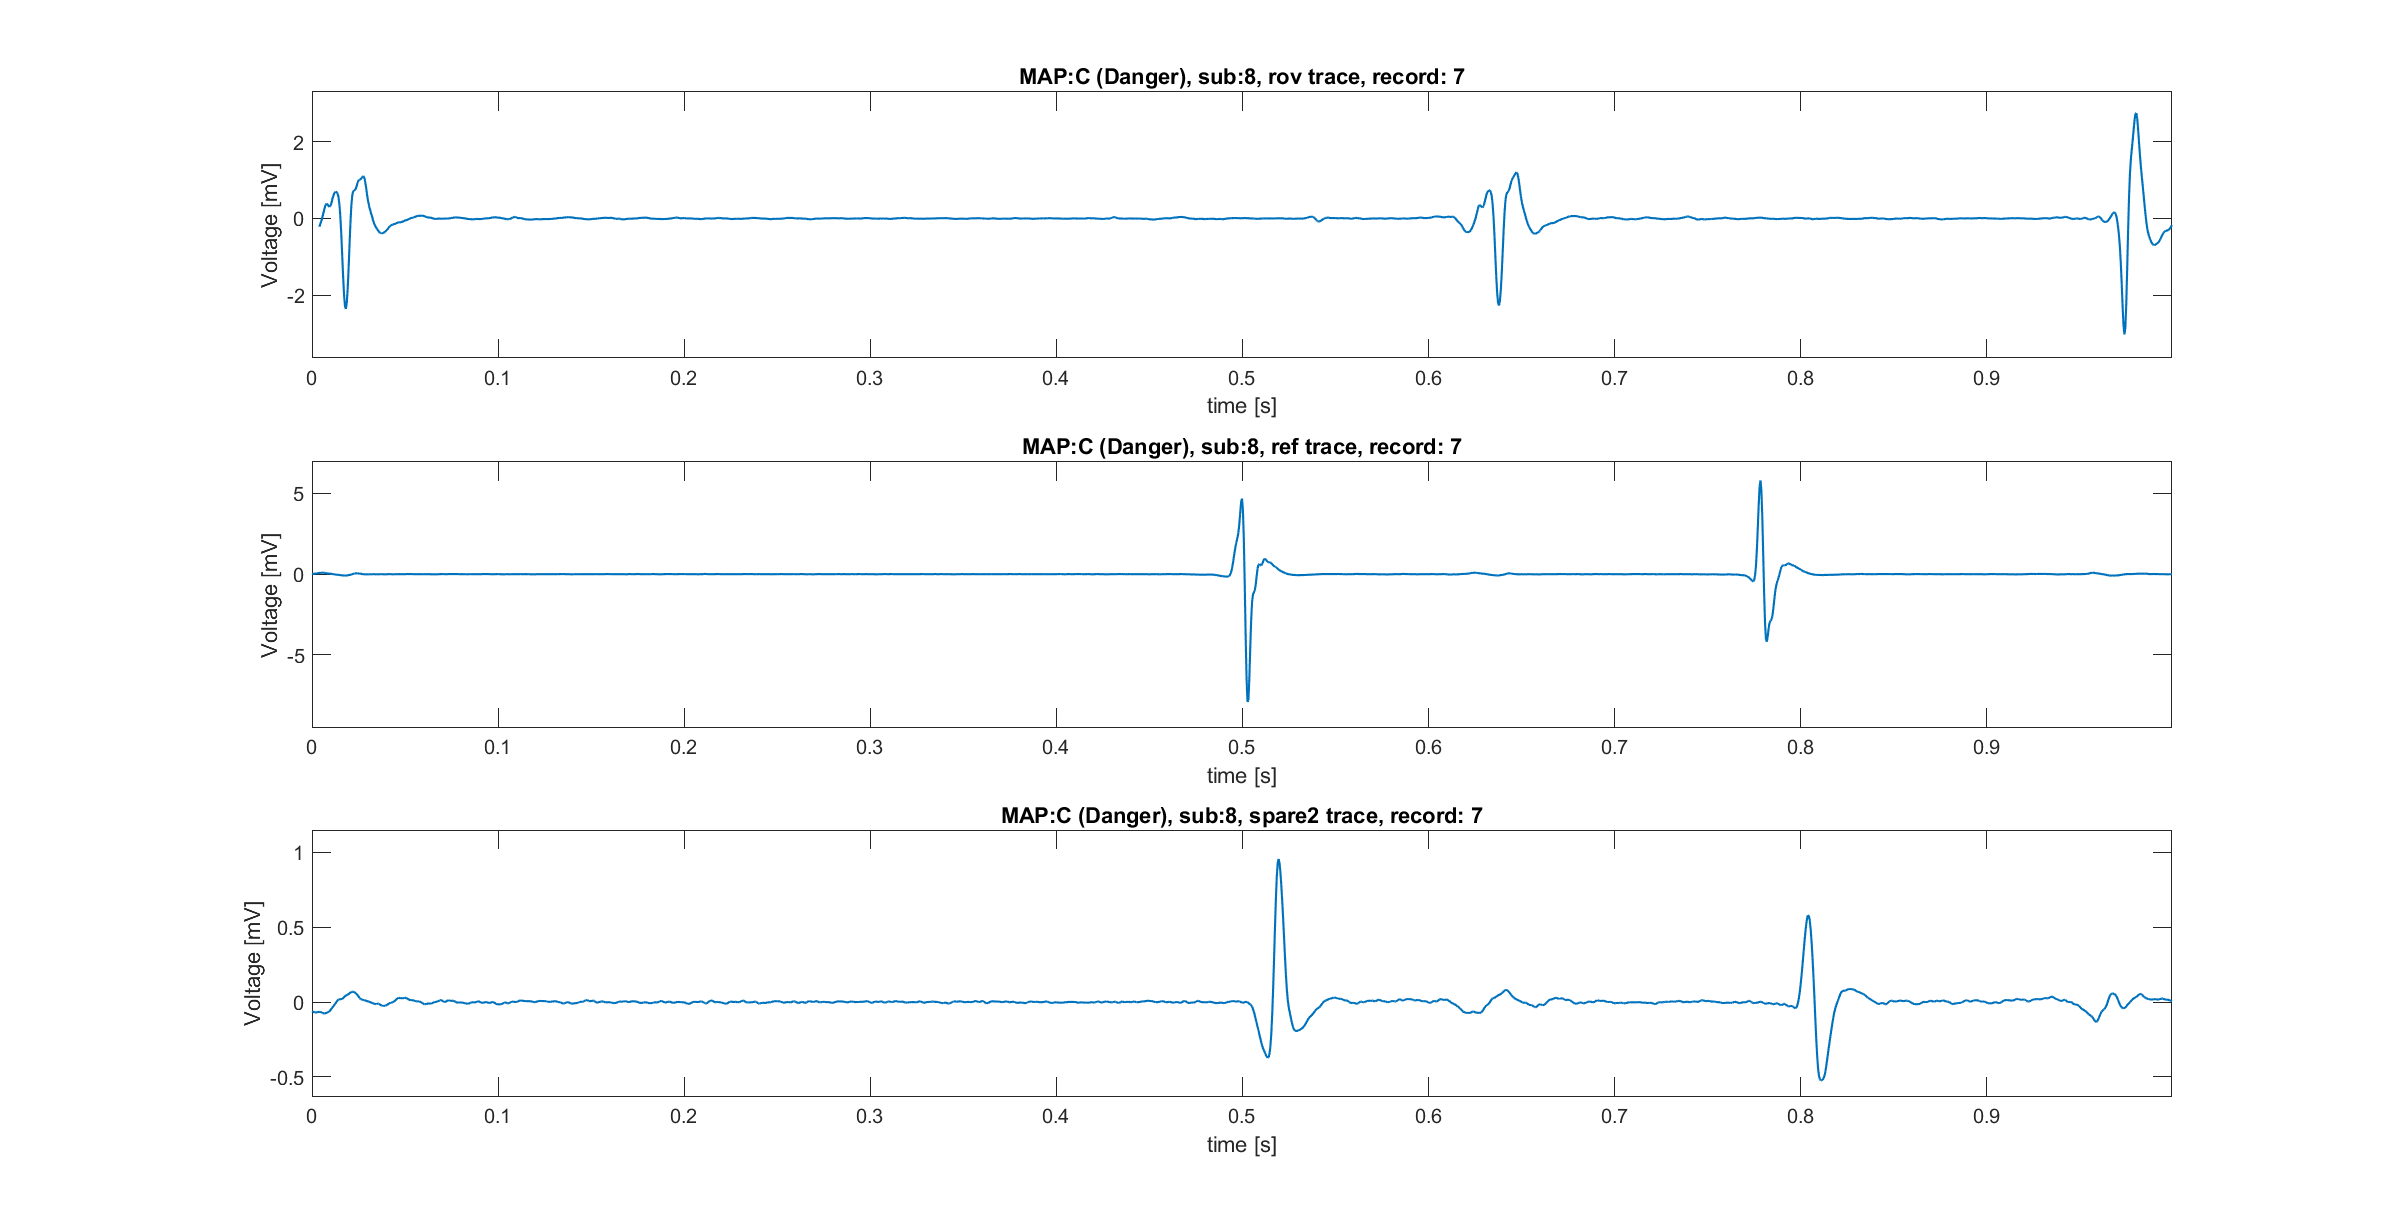 MAP:C (Danger), sub:8, rov trace, record: 7
Voltage [mV]
2
0
-2
0 0.1 0.2 0.3 0.4 0.5 0.6 0.7 0.8 0.9
time [s]
MAP:C (Danger), sub:8, ref trace, record: 7
Voltage [mV]
5
0
-5
0 0.1 0.2 0.3 0.4 0.5 0.6 0.7 0.8 0.9
time [s]
MAP:C (Danger), sub:8, spare2 trace, record: 7
Voltage [mV]
1
0.5
0
-0.5
0 0.1 0.2 0.3 0.4 0.5 0.6 0.7 0.8 0.9
time [s]